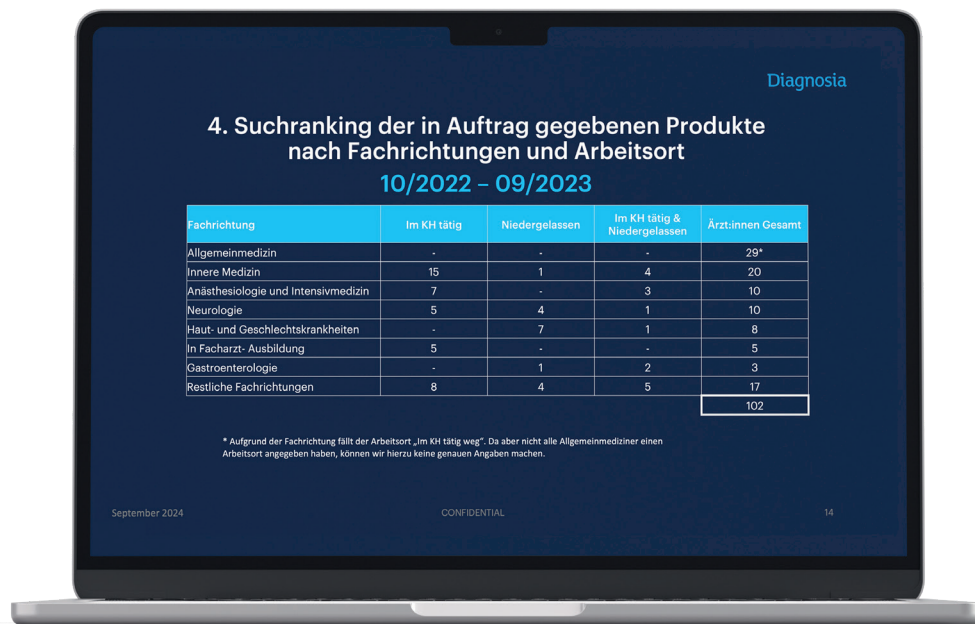 Diagnosia
4. Suchranking der in Auftrag gegebenen Produkte
nach Fachrichtungen und Arbeitsort
10/2022 – 09/2023
Fachrichtung Im KH tätig Niedergelassen Im KH tätig & Niedergelassen Ärzt:innen Gesamt
Allgemeinmedizin - - - 29*
Innere Medizin 15 1 4 20
Anästhesiologie und Intensivmedizin 7 - 3 10
Neurologie 5 4 1 10
Haut- und Geschlechtskrankheiten - 7 1 8
In Facharzt- Ausbildung 5 - - 5
Gastroenterologie - 1 2 3
Restliche Fachrichtungen 8 4 5 17
102
* Aufgrund der Fachrichtung fällt der Arbeitsort „Im KH tätig weg“. Da aber nicht alle Allgemeinmediziner einen
Arbeitsort angegeben haben, können wir hierzu keine genauen Angaben machen.
September 2024 CONFIDENTIAL 14